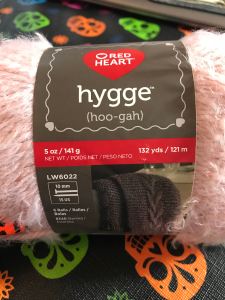 RED
HEART
hygge™
(hoo-gah)
5 oz / 141 g
NET WT / POIDS NET / PESO NETO
132 yds / 121 m
LW6022
10 mm
15 US